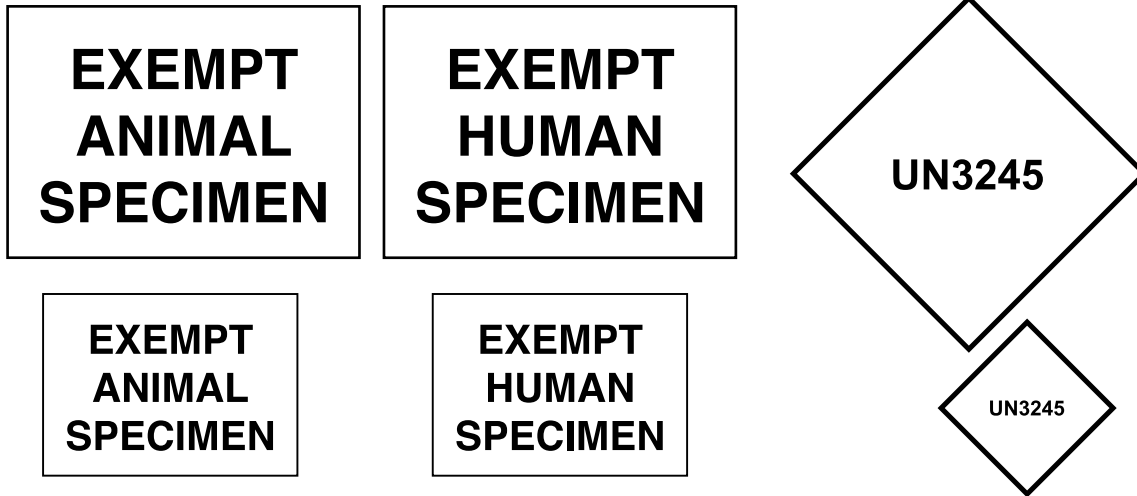 EXEMPT
ANIMAL
SPECIMEN
EXEMPT
HUMAN
SPECIMEN
UN3245
EXEMPT
ANIMAL
SPECIMEN
EXEMPT
HUMAN
SPECIMEN
UN3245